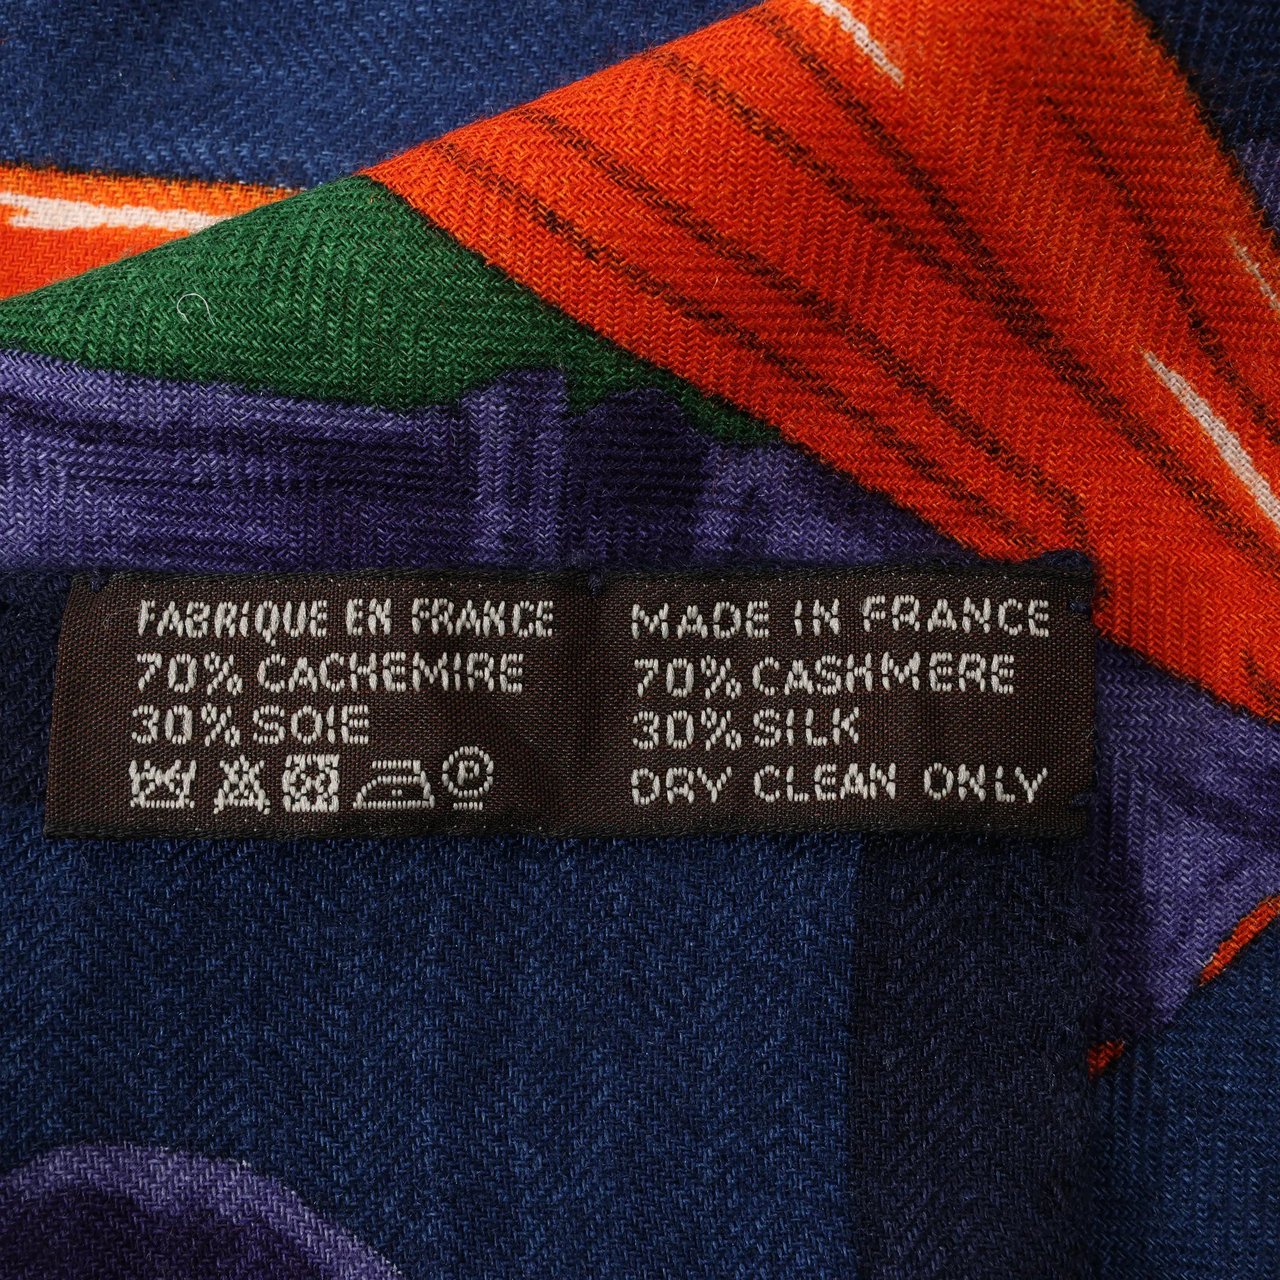 FABRIQUE EN FRANCE
70% CACHEMIRE
30% SOIE
P
MADE IN FRANCE
70% CASHMERE
30% SILK
DRY CLEAN ONLY